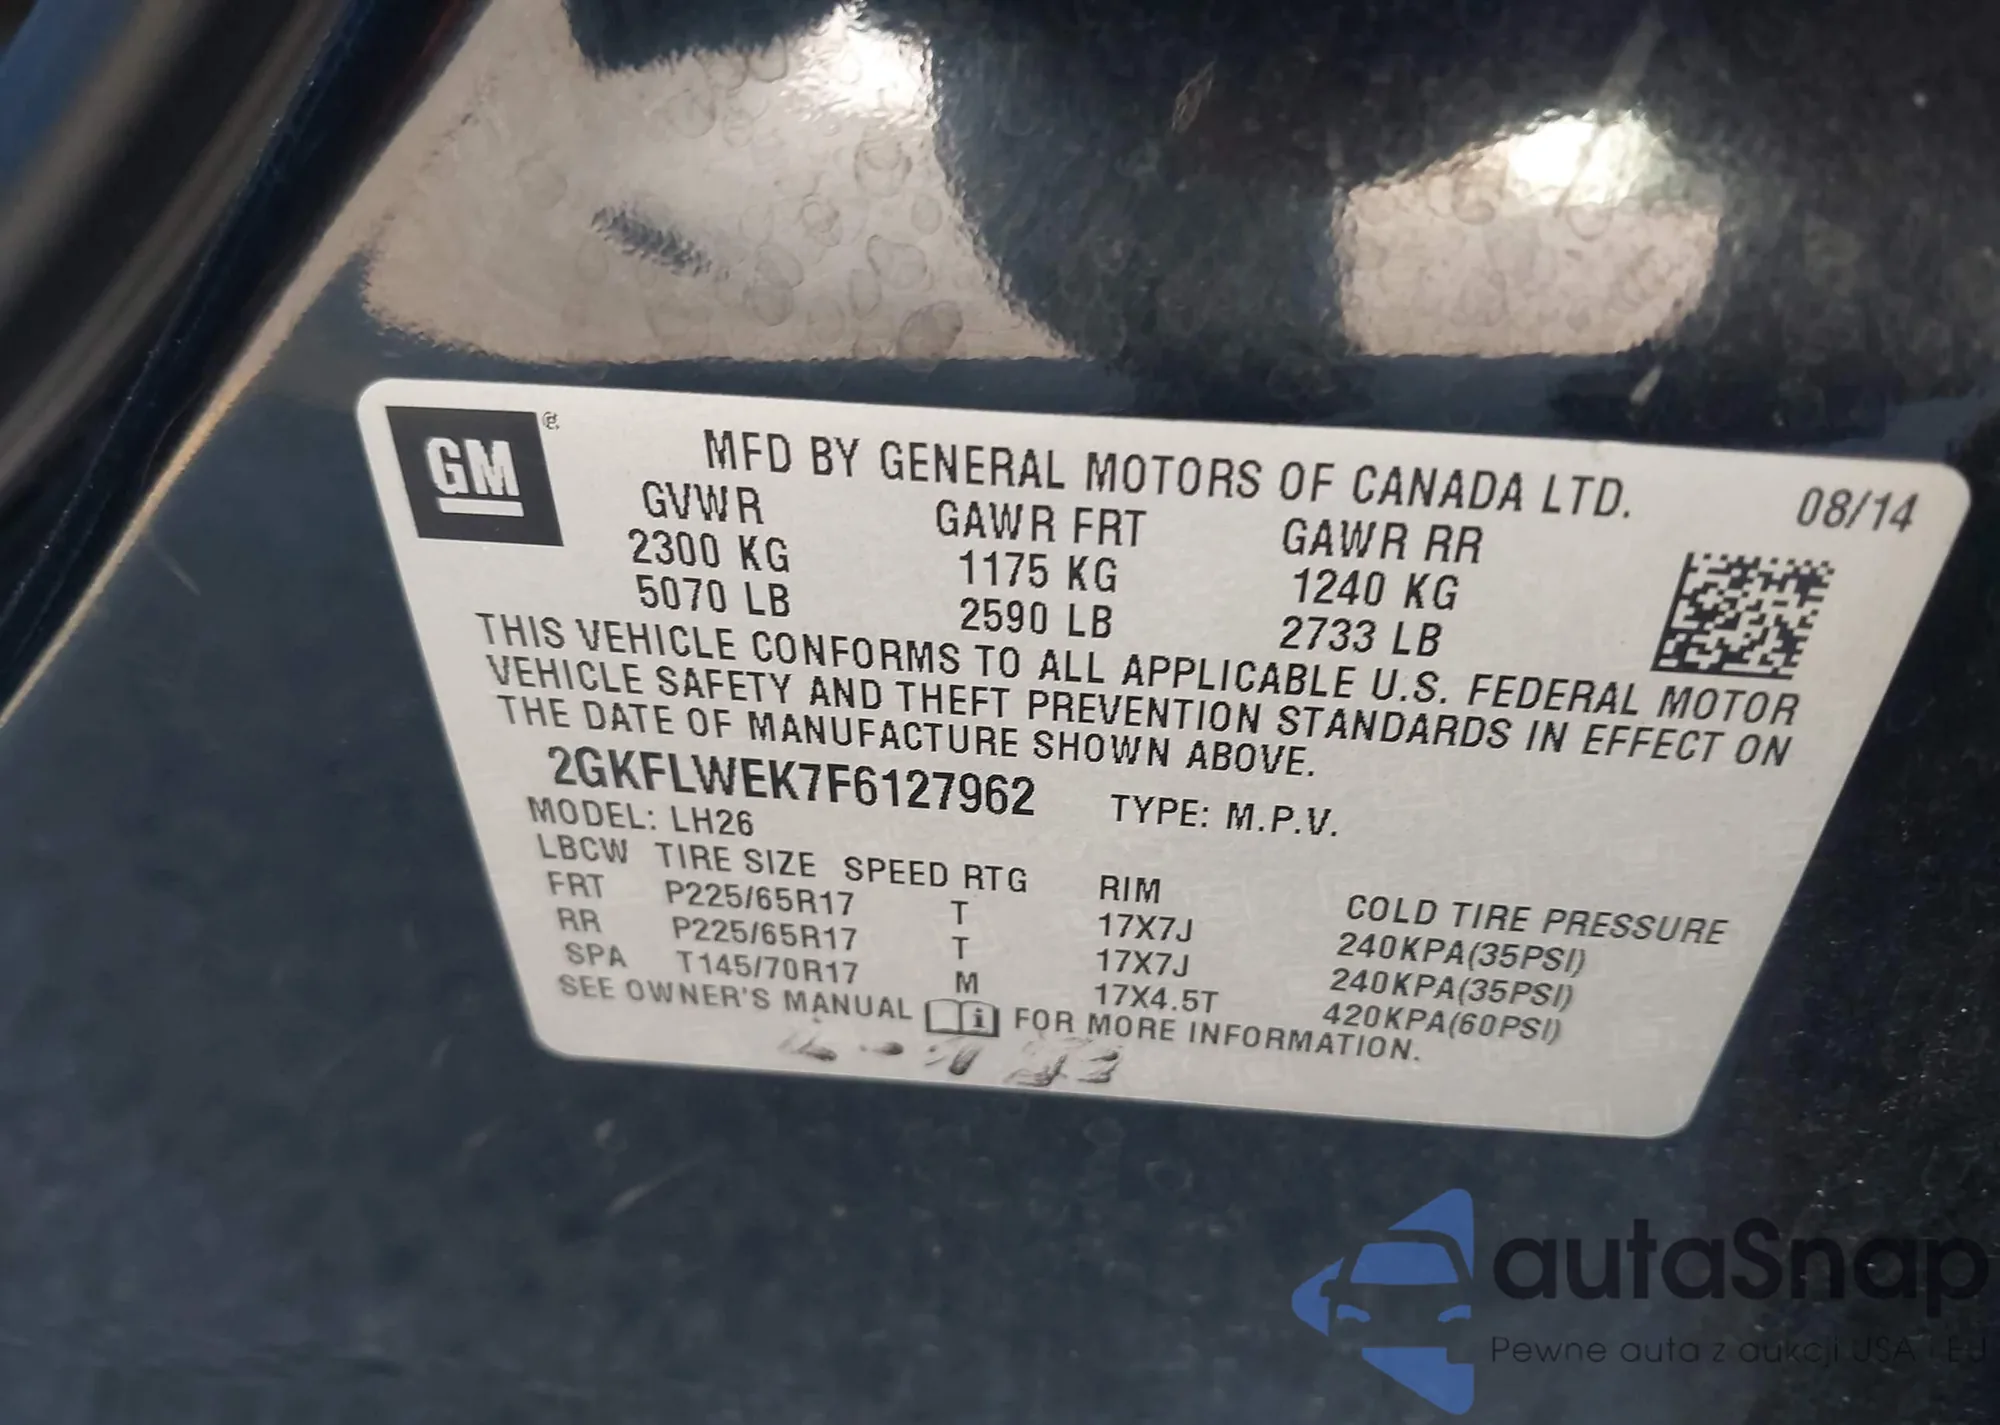 GM
MFD BY GENERAL MOTORS OF CANADA LTD. 08/14
GVWR GAWR FRT GAWR RR
2300 KG 1175 KG 1240 KG
5070 LB 2590 LB 2733 LB
THIS VEHICLE CONFORMS TO ALL APPLICABLE U.S. FEDERAL MOTOR
VEHICLE SAFETY AND THEFT PREVENTION STANDARDS IN EFFECT ON
THE DATE OF MANUFACTURE SHOWN ABOVE.
2GKFLWEK7F6127962 TYPE: M.P.V.
MODEL: LH26
LBCW TIRE SIZE SPEED RTG RIM COLD TIRE PRESSURE
FRT P225/65R17 T 17X7J 240KPA(35PSI)
RR P225/65R17 T 17X7J 240KPA(35PSI)
SPA T145/70R17 M 17X4.5T 420KPA(60PSI)
SEE OWNER'S MANUAL i FOR MORE INFORMATION.
autaSnap
Pewne auta z aukcji USA i EU